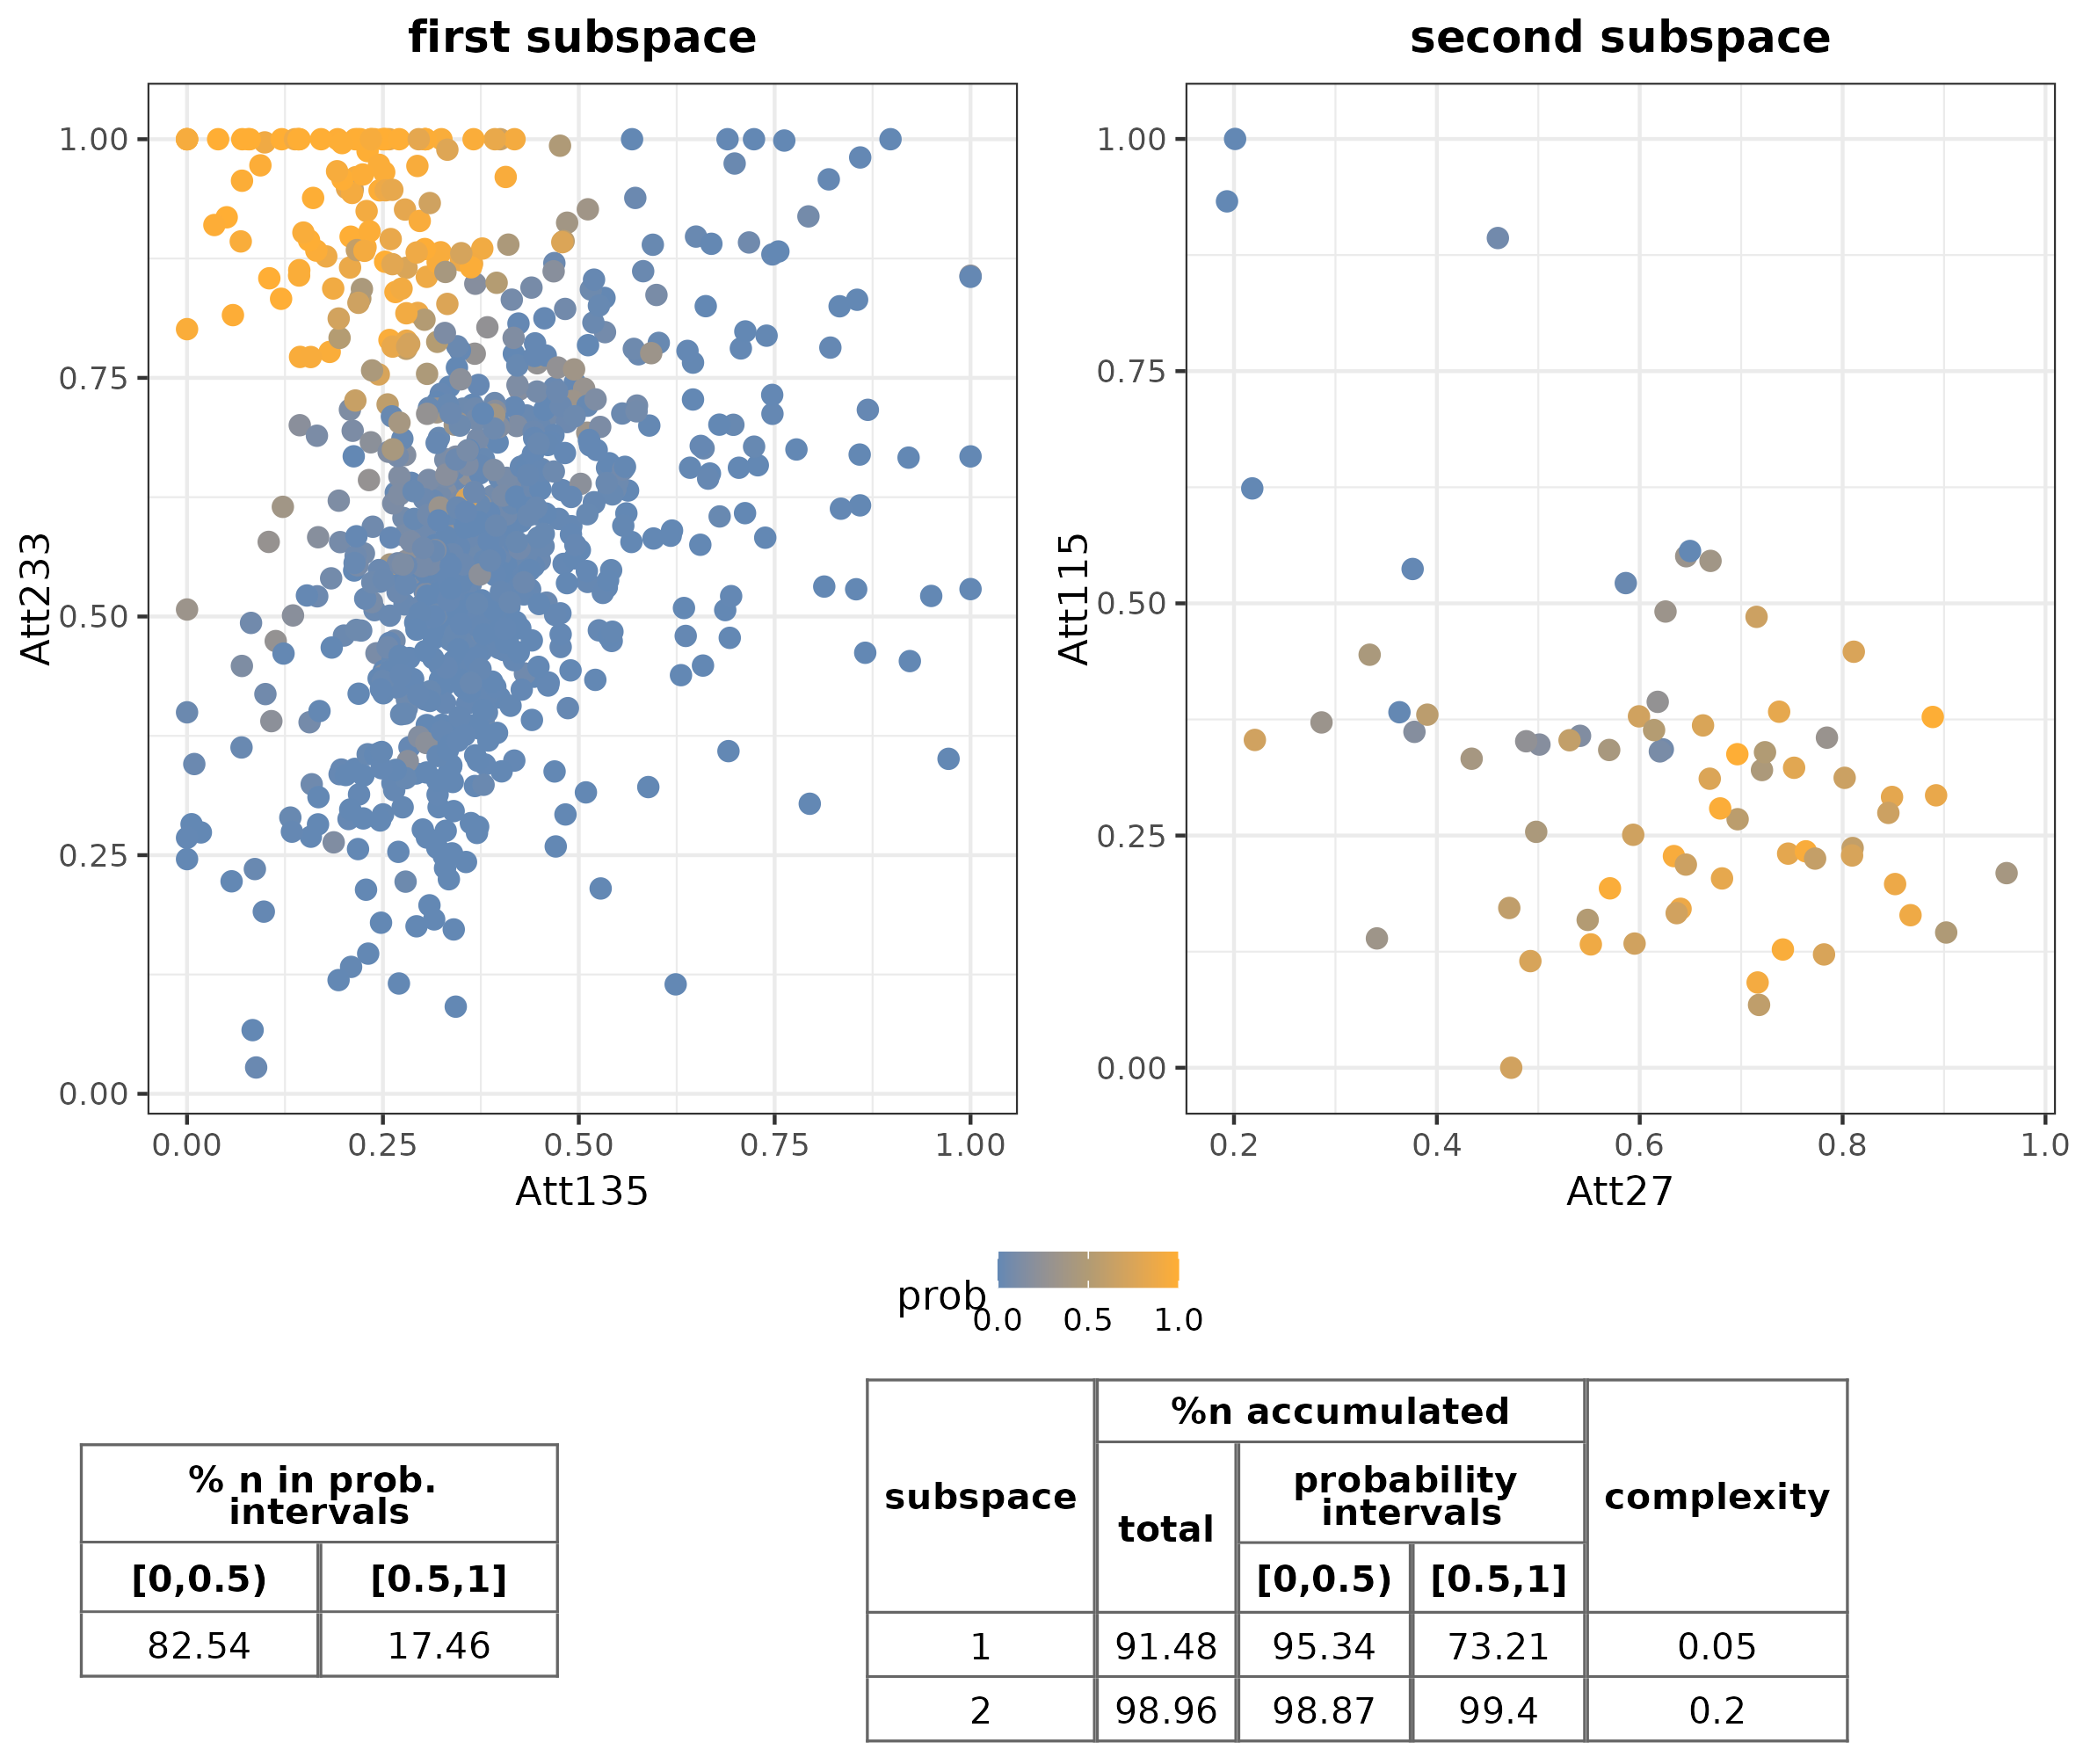 first subspace
second subspace
Att233
1.00
0.75
0.50
0.25
0.00
0.00 0.25 0.50 0.75 1.00
Att135
Att115
1.00
0.75
0.50
0.25
0.00
0.2 0.4 0.6 0.8 1.0
Att27
prob
0.0 0.5 1.0
% n in prob.
intervals
[0,0.5) [0.5,1]
82.54 17.46
%n accumulated
subspace total probability
intervals complexity
[0,0.5) [0.5,1]
1 91.48 95.34 73.21 0.05
2 98.96 98.87 99.4 0.2